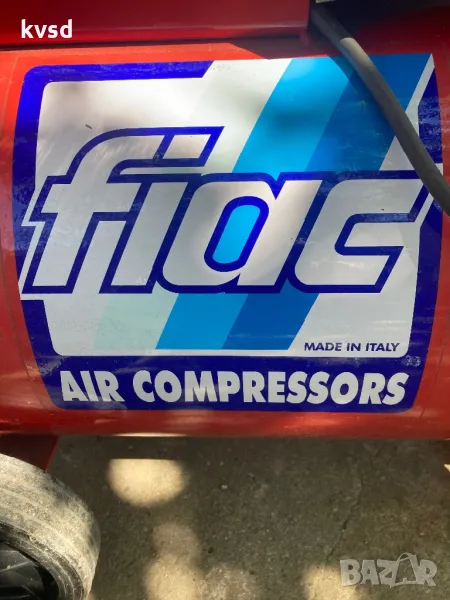 kvsd
fiac
MADE IN ITALY
AIR COMPRESSORS
BAZAR